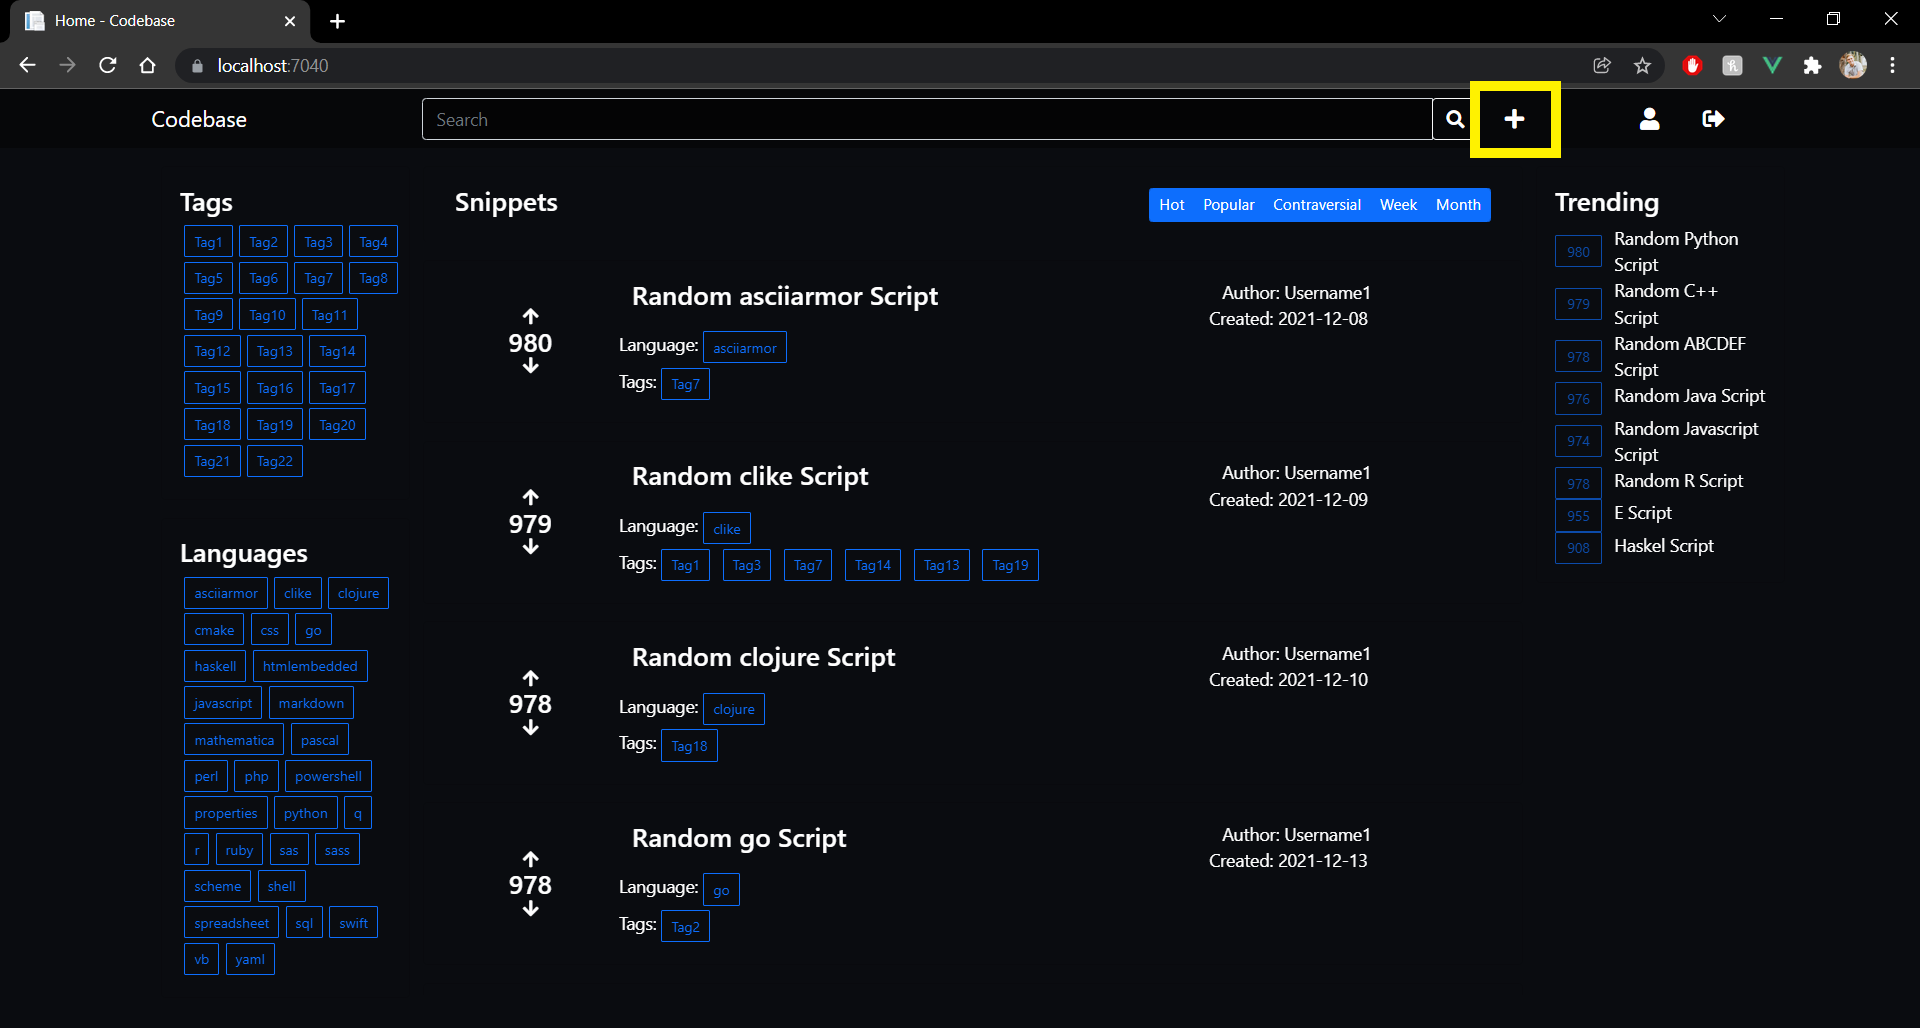 Home - Codebase
localhost:7040
Codebase
Search
Tags
Tag1 Tag2 Tag3 Tag4
Tag5 Tag6 Tag7 Tag8
Tag9 Tag10 Tag11
Tag12 Tag13 Tag14
Tag15 Tag16 Tag17
Tag18 Tag19 Tag20
Tag21 Tag22
Languages
asciiarmor clike clojure
cmake css go
haskell htmlembedded
javascript markdown
mathematica pascal
perl php powershell
properties python q
r ruby sas sass
scheme shell
spreadsheet sql swift
vb yaml
Snippets
Hot Popular Contraversial Week Month
980
Random asciiarmor Script
Language: asciiarmor
Tags: Tag7
Author: Username1
Created: 2021-12-08
979
Random clike Script
Language: clike
Tags: Tag1 Tag3 Tag7 Tag14 Tag13 Tag19
Author: Username1
Created: 2021-12-09
978
Random clojure Script
Language: clojure
Tags: Tag18
Author: Username1
Created: 2021-12-10
978
Random go Script
Language: go
Tags: Tag2
Author: Username1
Created: 2021-12-13
Trending
980 Random Python
Script
979 Random C++
Script
978 Random ABCDEF
Script
976 Random Java Script
974 Random Javascript
Script
978 Random R Script
955 E Script
908 Haskel Script